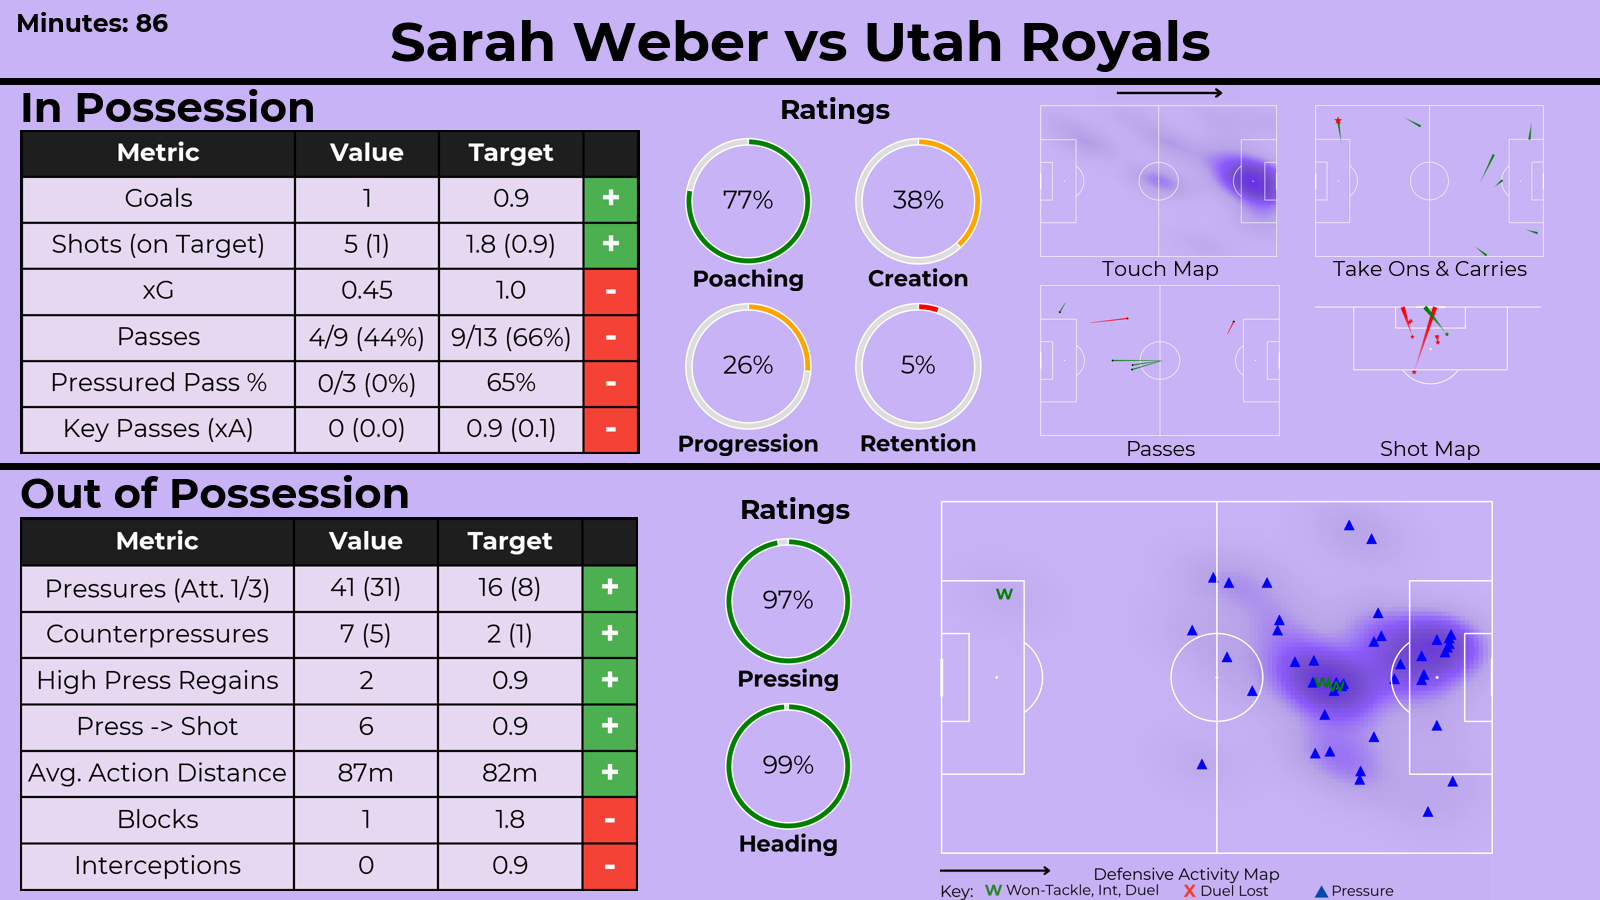 Minutes: 86
Sarah Weber vs Utah Royals
In Possession
Metric Value Target
Goals 1 0.9 +
Shots (on Target) 5 (1) 1.8 (0.9) +
xG 0.45 1.0 -
Passes 4/9 (44%) 9/13 (66%) -
Pressured Pass % 0/3 (0%) 65% -
Key Passes (xA) 0 (0.0) 0.9 (0.1) -
Ratings
77% 38%
Poaching Creation
26% 5%
Progression Retention
Touch Map Take Ons & Carries
Passes Shot Map
Out of Possession
Metric Value Target
Pressures (Att. 1/3) 41 (31) 16 (8) +
Counterpressures 7 (5) 2 (1) +
High Press Regains 2 0.9 +
Press -> Shot 6 0.9 +
Avg. Action Distance 87m 82m +
Blocks 1 1.8 -
Interceptions 0 0.9 -
Ratings
97%
Pressing
99%
Heading
W
W W
Defensive Activity Map
Key: W Won-Tackle, Int, Duel X Duel Lost Pressure